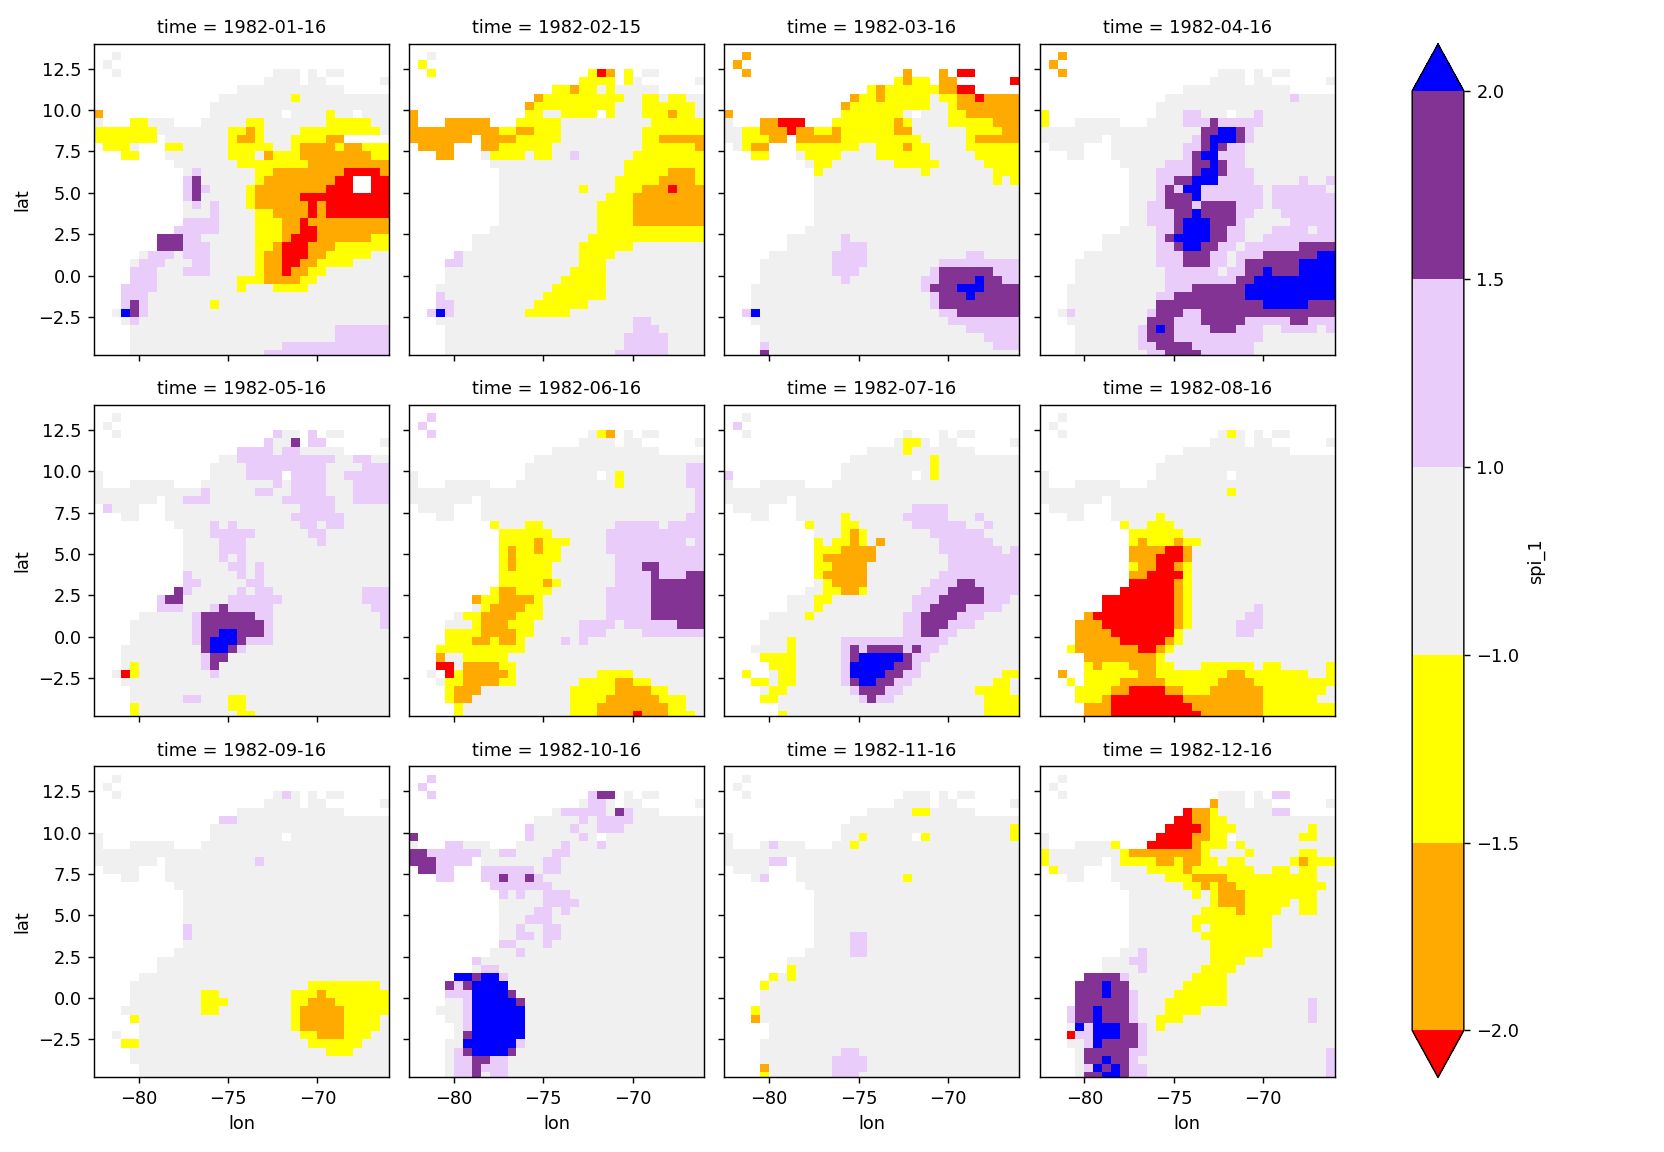 time = 1982-01-16
time = 1982-02-15
time = 1982-03-16
time = 1982-04-16
12.5
10.0
7.5
5.0
2.5
0.0
−2.5
lat
2.0
1.5
1.0
−1.0
−1.5
−2.0
spi_1
time = 1982-05-16
time = 1982-06-16
time = 1982-07-16
time = 1982-08-16
12.5
10.0
7.5
5.0
2.5
0.0
−2.5
lat
time = 1982-09-16
time = 1982-10-16
time = 1982-11-16
time = 1982-12-16
12.5
10.0
7.5
5.0
2.5
0.0
−2.5
lat
−80 −75 −70
−80 −75 −70
−80 −75 −70
−80 −75 −70
lon
lon
lon
lon